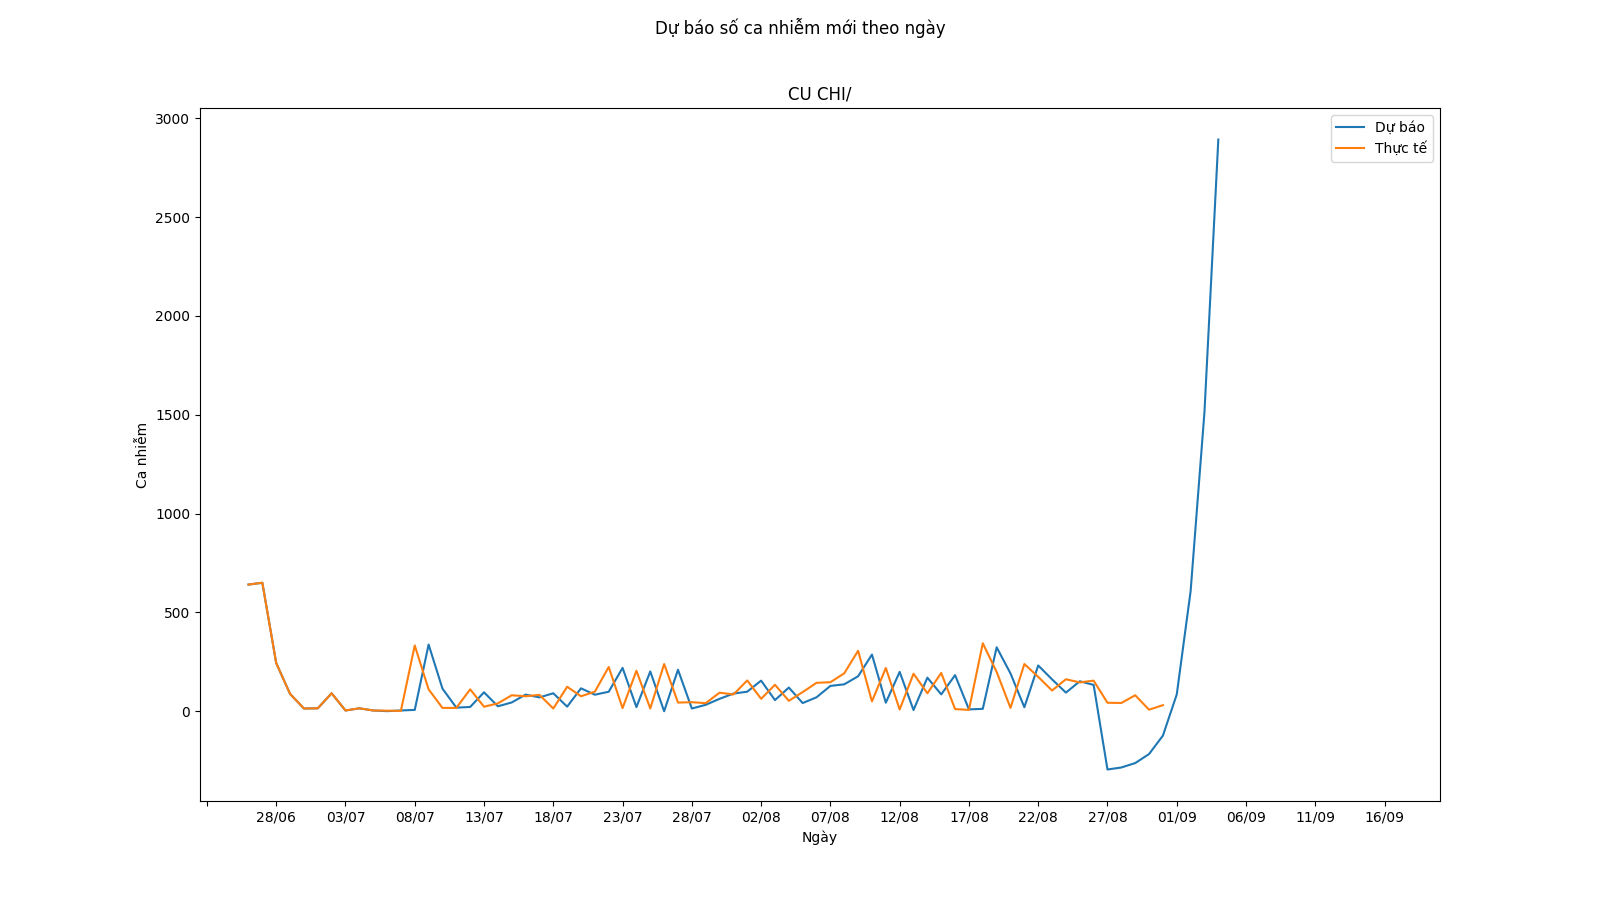 Dự báo số ca nhiễm mới theo ngày
CU CHI/
Dự báo
Thực tế
Ca nhiễm
3000
2500
2000
1500
1000
500
0
28/06 03/07 08/07 13/07 18/07 23/07 28/07 02/08 07/08 12/08 17/08 22/08 27/08 01/09 06/09 11/09 16/09
Ngày